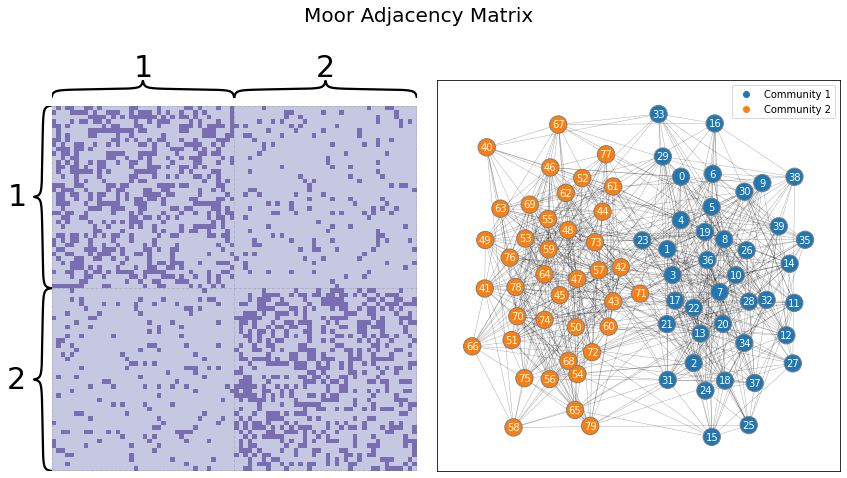 Moor Adjacency Matrix
1 2
1
2
Community 1
Community 2
33
67 16
40
77 29
46
52 0 6 38
61 62 30 9
63 69 44 5
55 4 39
48 19
49 53 73 23 8 35
59 1 26
76 36 14
64 57 42 3 10
47
41 78 45 43 71 7
17 22 28 32 11
70 74 50 60 21 20
13 12
51 34
66 72
68 2 27
54
75 56 31 18 37
24
65
58 79 25
15